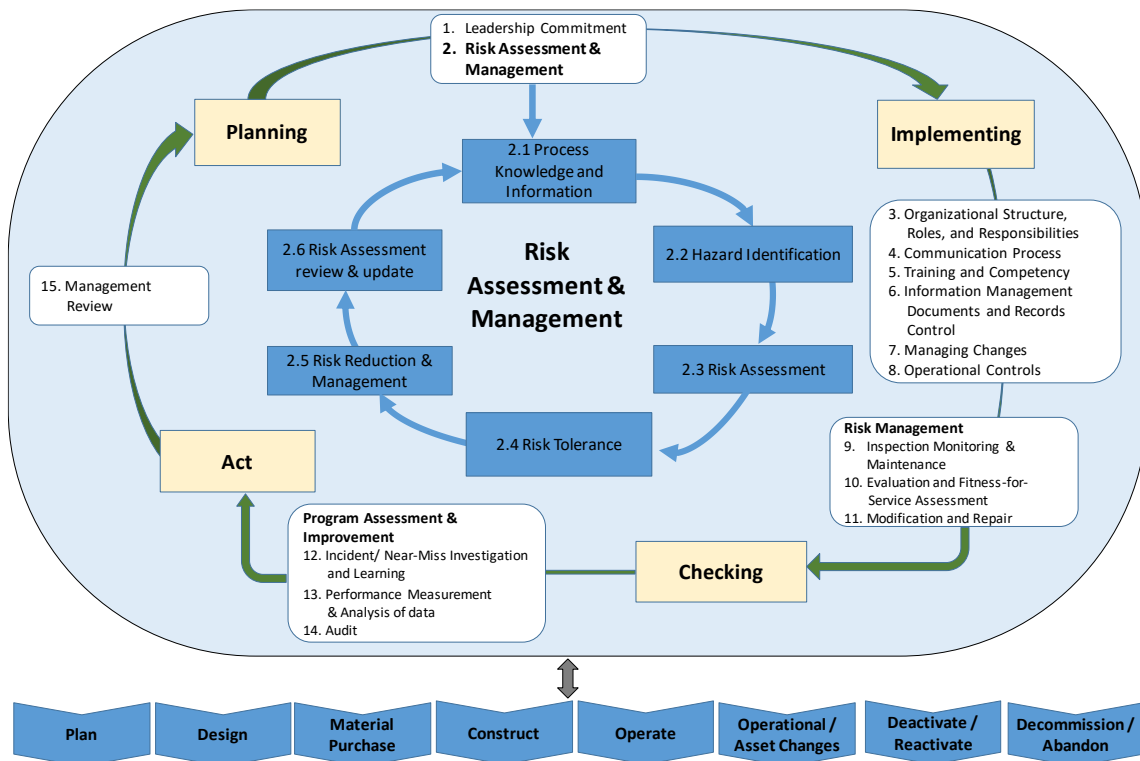 1. Leadership Commitment
2. Risk Assessment &
Management
Planning
Implementing
2.1 Process
Knowledge and
Information
2.6 Risk Assessment
review & update
Risk
Assessment &
Management
2.2 Hazard Identification
3. Organizational Structure,
Roles, and Responsibilities
4. Communication Process
5. Training and Competency
6. Information Management
Documents and Records
Control
7. Managing Changes
8. Operational Controls
15. Management
Review
2.5 Risk Reduction &
Management
2.3 Risk Assessment
2.4 Risk Tolerance
Risk Management
9. Inspection Monitoring &
Maintenance
10. Evaluation and Fitness-for-
Service Assessment
11. Modification and Repair
Act
Program Assessment &
Improvement
12. Incident/ Near-Miss Investigation
and Learning
13. Performance Measurement
& Analysis of data
14. Audit
Checking
Plan
Design
Material
Purchase
Construct
Operate
Operational /
Asset Changes
Deactivate /
Reactivate
Decommission /
Abandon